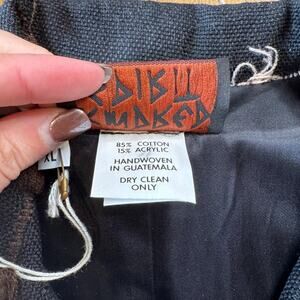 XL
85% COTTON
15% ACRYLIC
HANDWOVEN
IN GUATEMALA
DRY CLEAN
ONLY